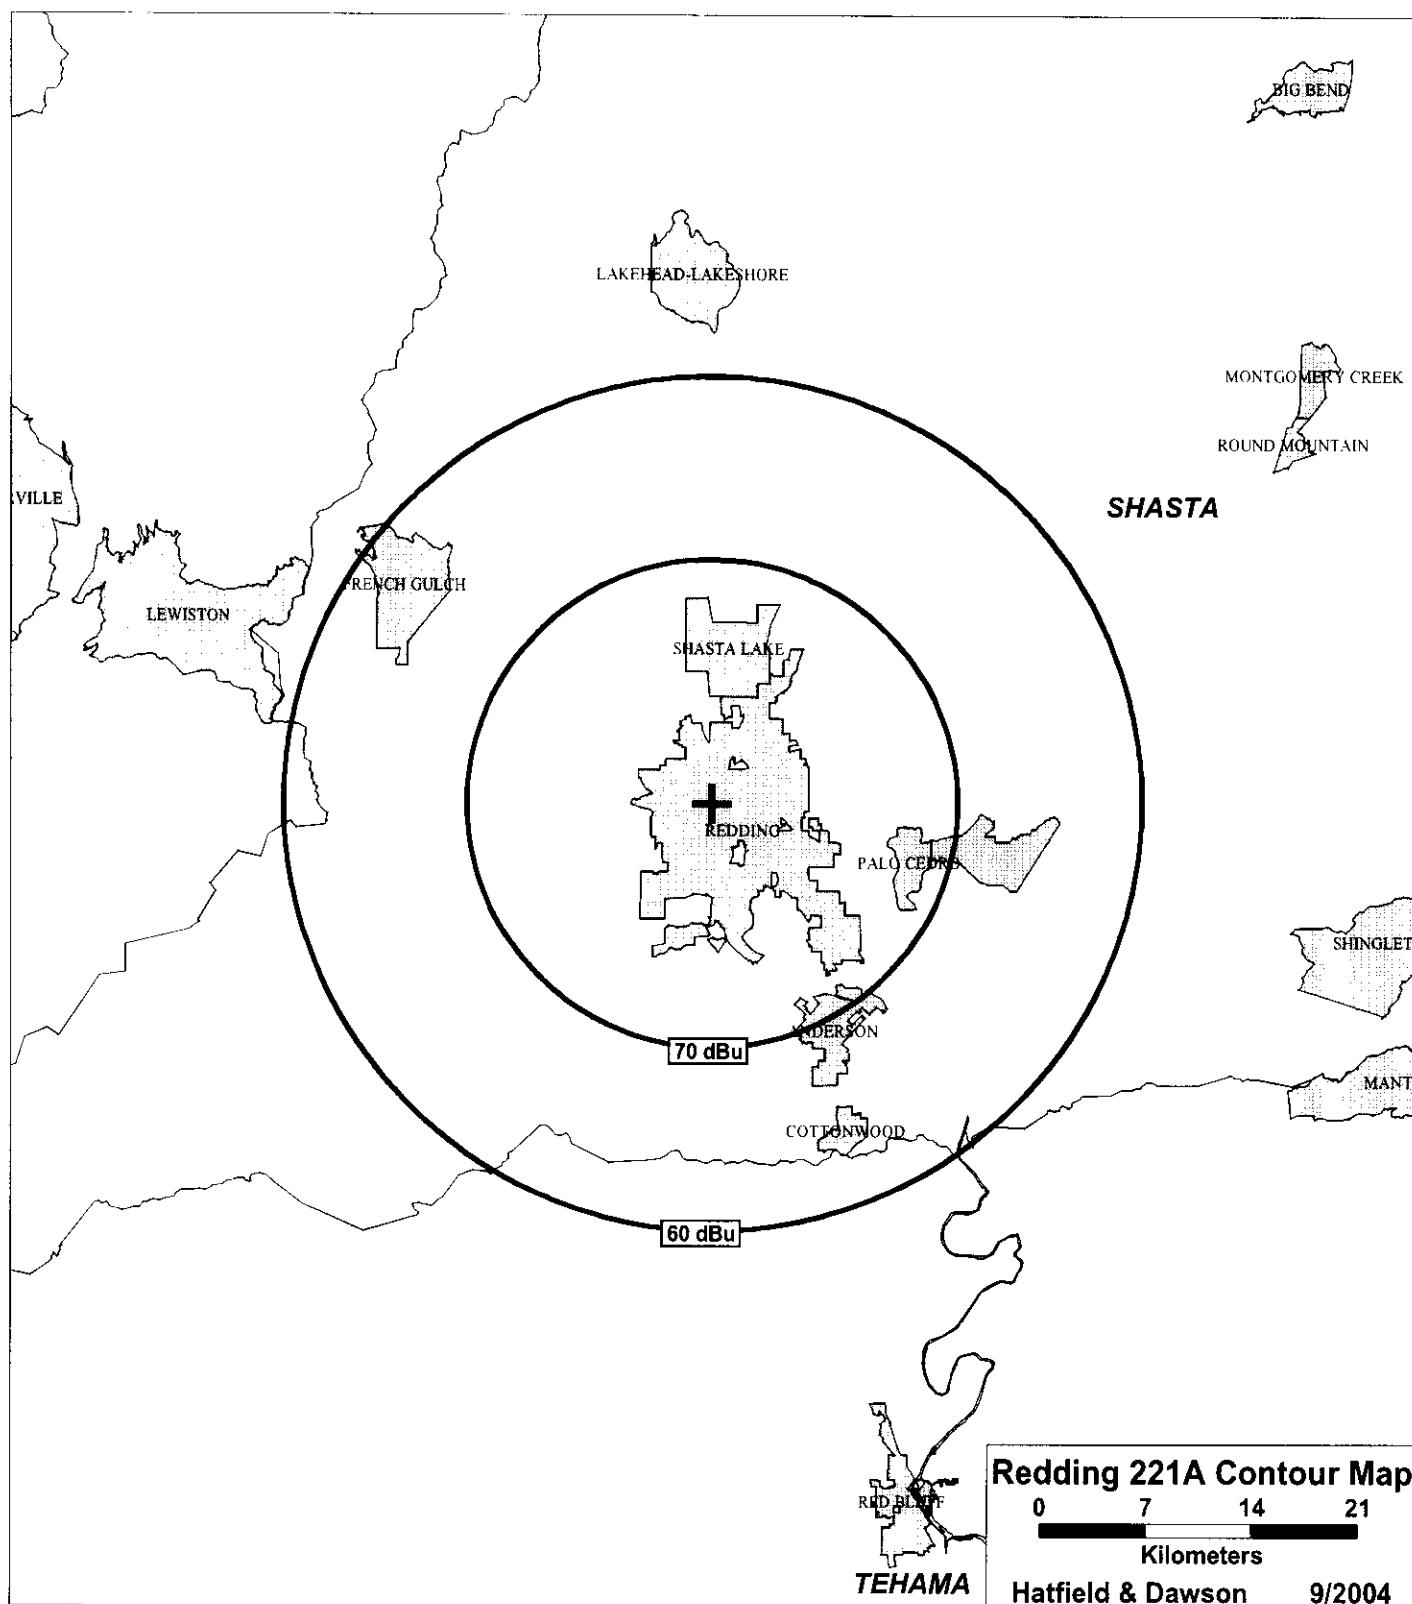 BIG BEND
LAKEHEAD-LAKESHORE
MONTGOMERY CREEK
ROUND MOUNTAIN
VILLE
SHASTA
FRENCH GULCH
LEWISTON
SHASTA LAKE
REDDING
PALO CEDRO
SHINGLET
ANDERSON
70 dBu
MANT
COTTONWOOD
60 dBu
Redding 221A Contour Map
0 7 14 21
RED BLUFF
Kilometers
TEHAMA
Hatfield & Dawson 9/2004